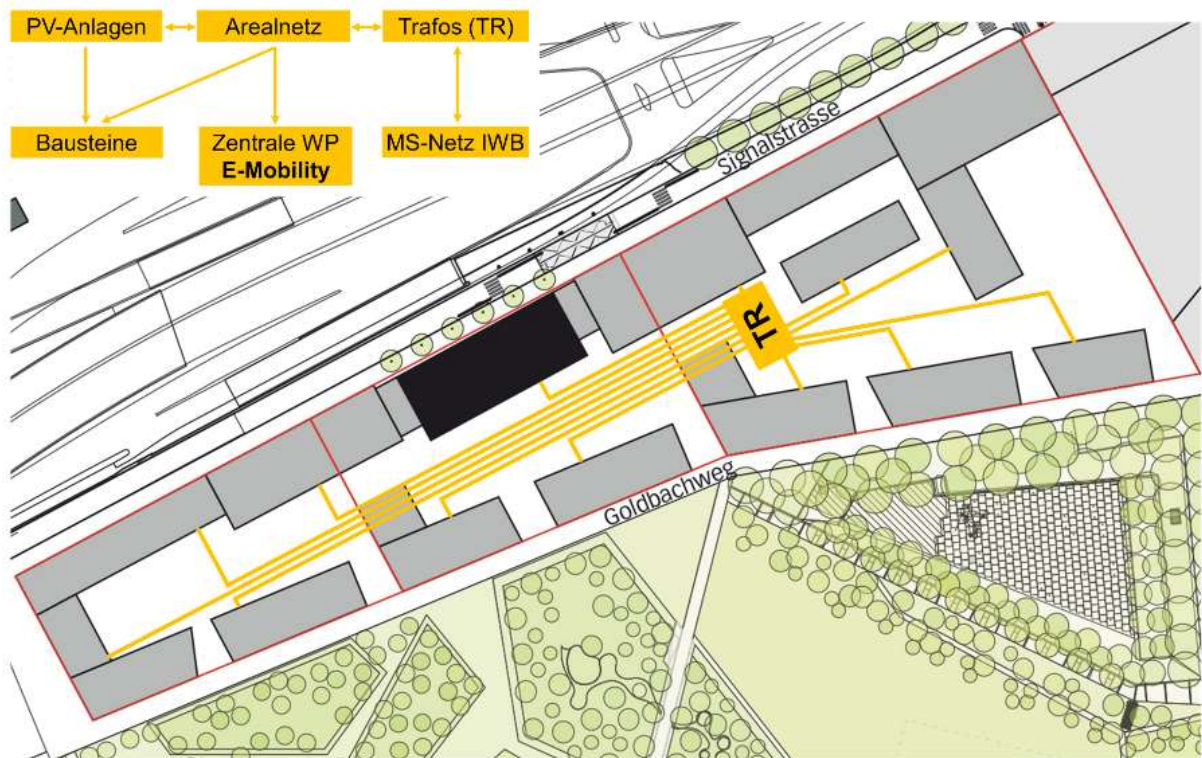 PV-Anlagen
Arealnetz
Trafos (TR)
Bausteine
Zentrale WP
E-Mobility
MS-Netz IWB
Signalstrasse
TR
Goldbachweg